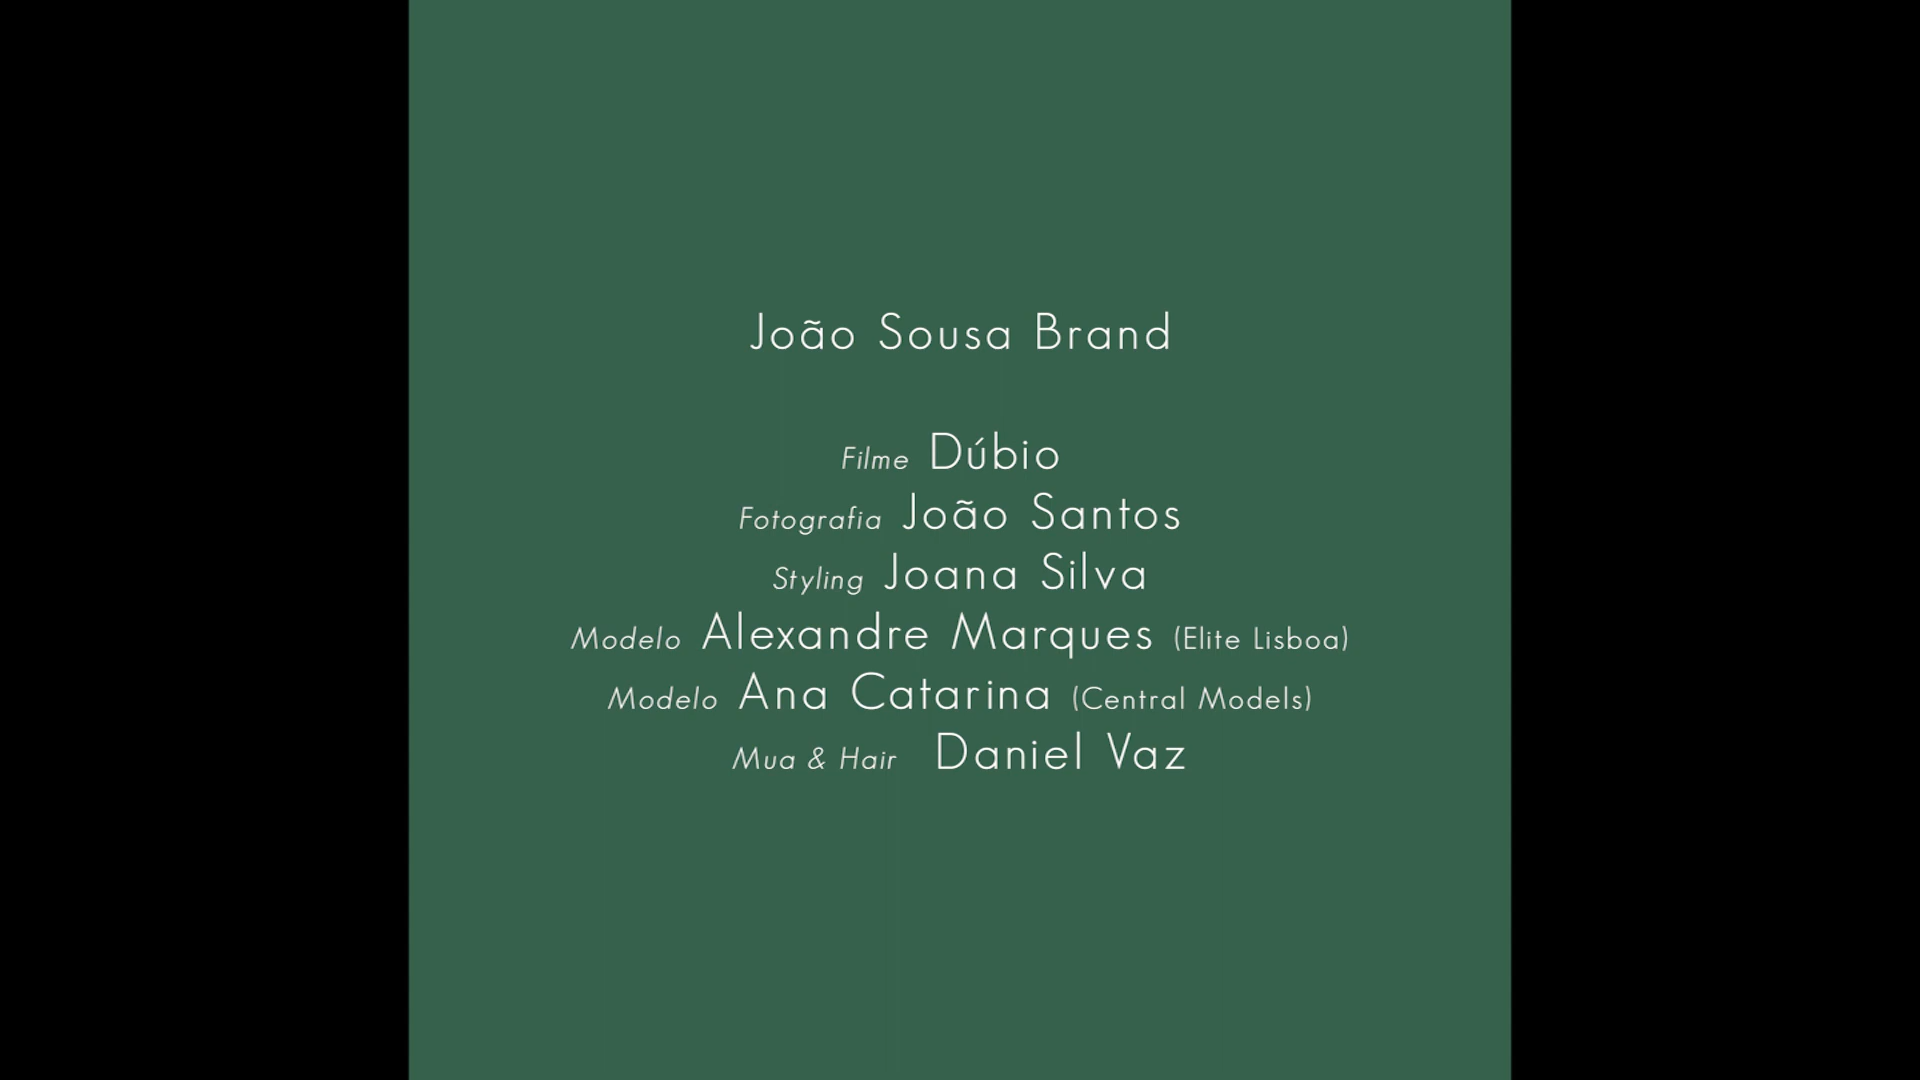 João Sousa Brand
Filme Dúbio
Fotografia João Santos
Styling Joana Silva
Modelo Alexandre Marques (Elite Lisboa)
Modelo Ana Catarina (Central Models)
Mua & Hair Daniel Vaz